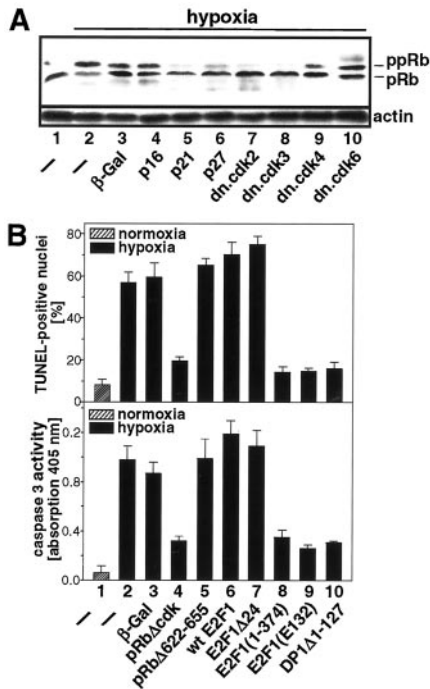 A
hypoxia
ppRb
pRb
actin
1 2 3 4 5 6 7 8 9 10
— — β-Gal p16 p21 p27 dn.cdk2 dn.cdk3 dn.cdk4 dn.cdk6
B
80
60
40
20
0
TUNEL-positive nuclei
[%]
normoxia
hypoxia
0.2
0.4
0.0
caspase 3 activity
[absorption 405 nm]
normoxia
hypoxia
1 2 3 4 5 6 7 8 9 10
— — β-Gal pRbΔcdk pRbΔ622-655 wt E2F1 E2F1Δ24 E2F1(1-374) E2F1(E132) DP1Δ1-127